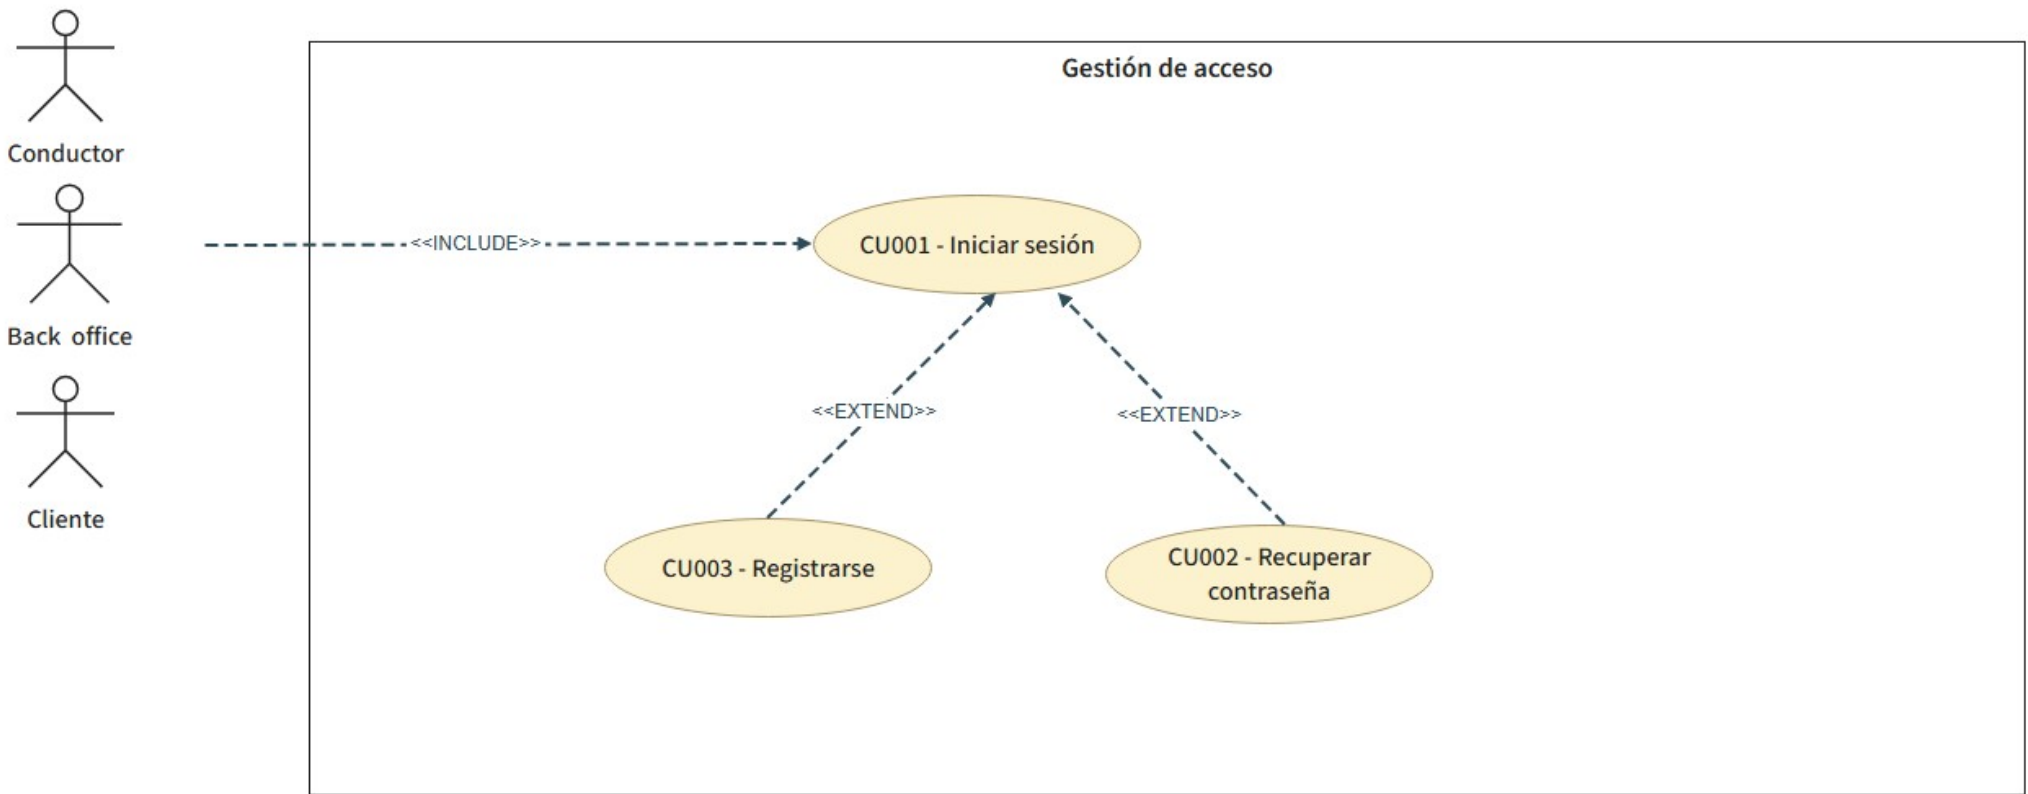 Gestión de acceso
Conductor
<<INCLUDE>>
CU001 - Iniciar sesión
Back office
<<EXTEND>>
<<EXTEND>>
Cliente
CU003 - Registrarse
CU002 - Recuperar
contraseña